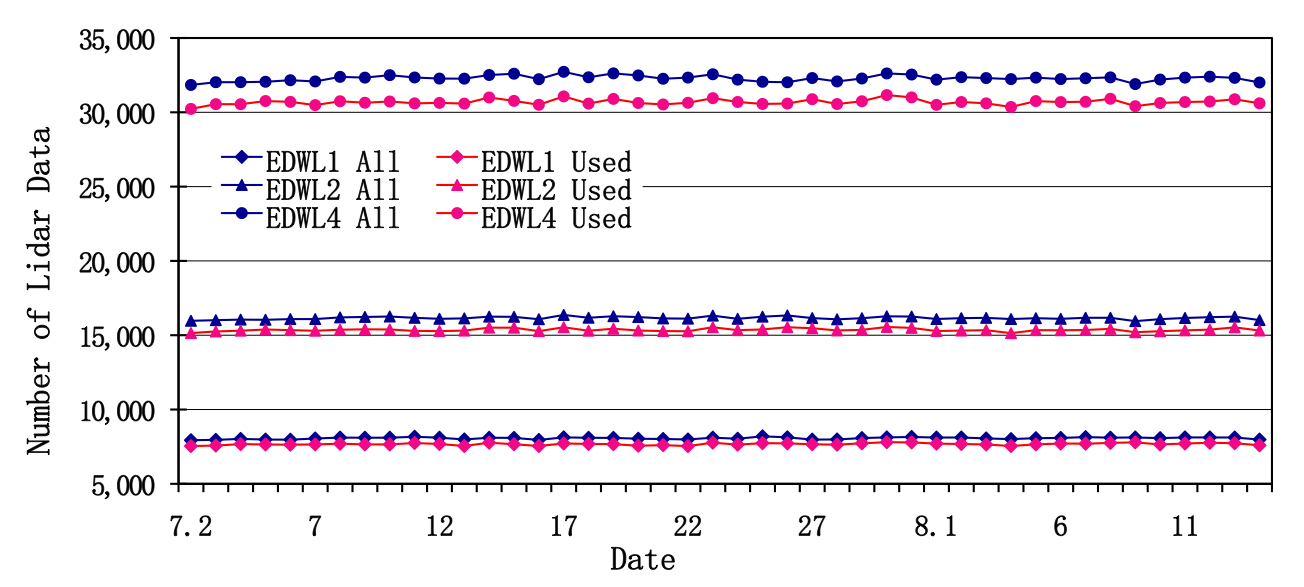 35,000
30,000
25,000
20,000
15,000
10,000
5,000
Number of Lidar Data
EDWL1 All EDWL1 Used
EDWL2 All EDWL2 Used
EDWL4 All EDWL4 Used
7.2 7 12 17 22 27 8.1 6 11
Date